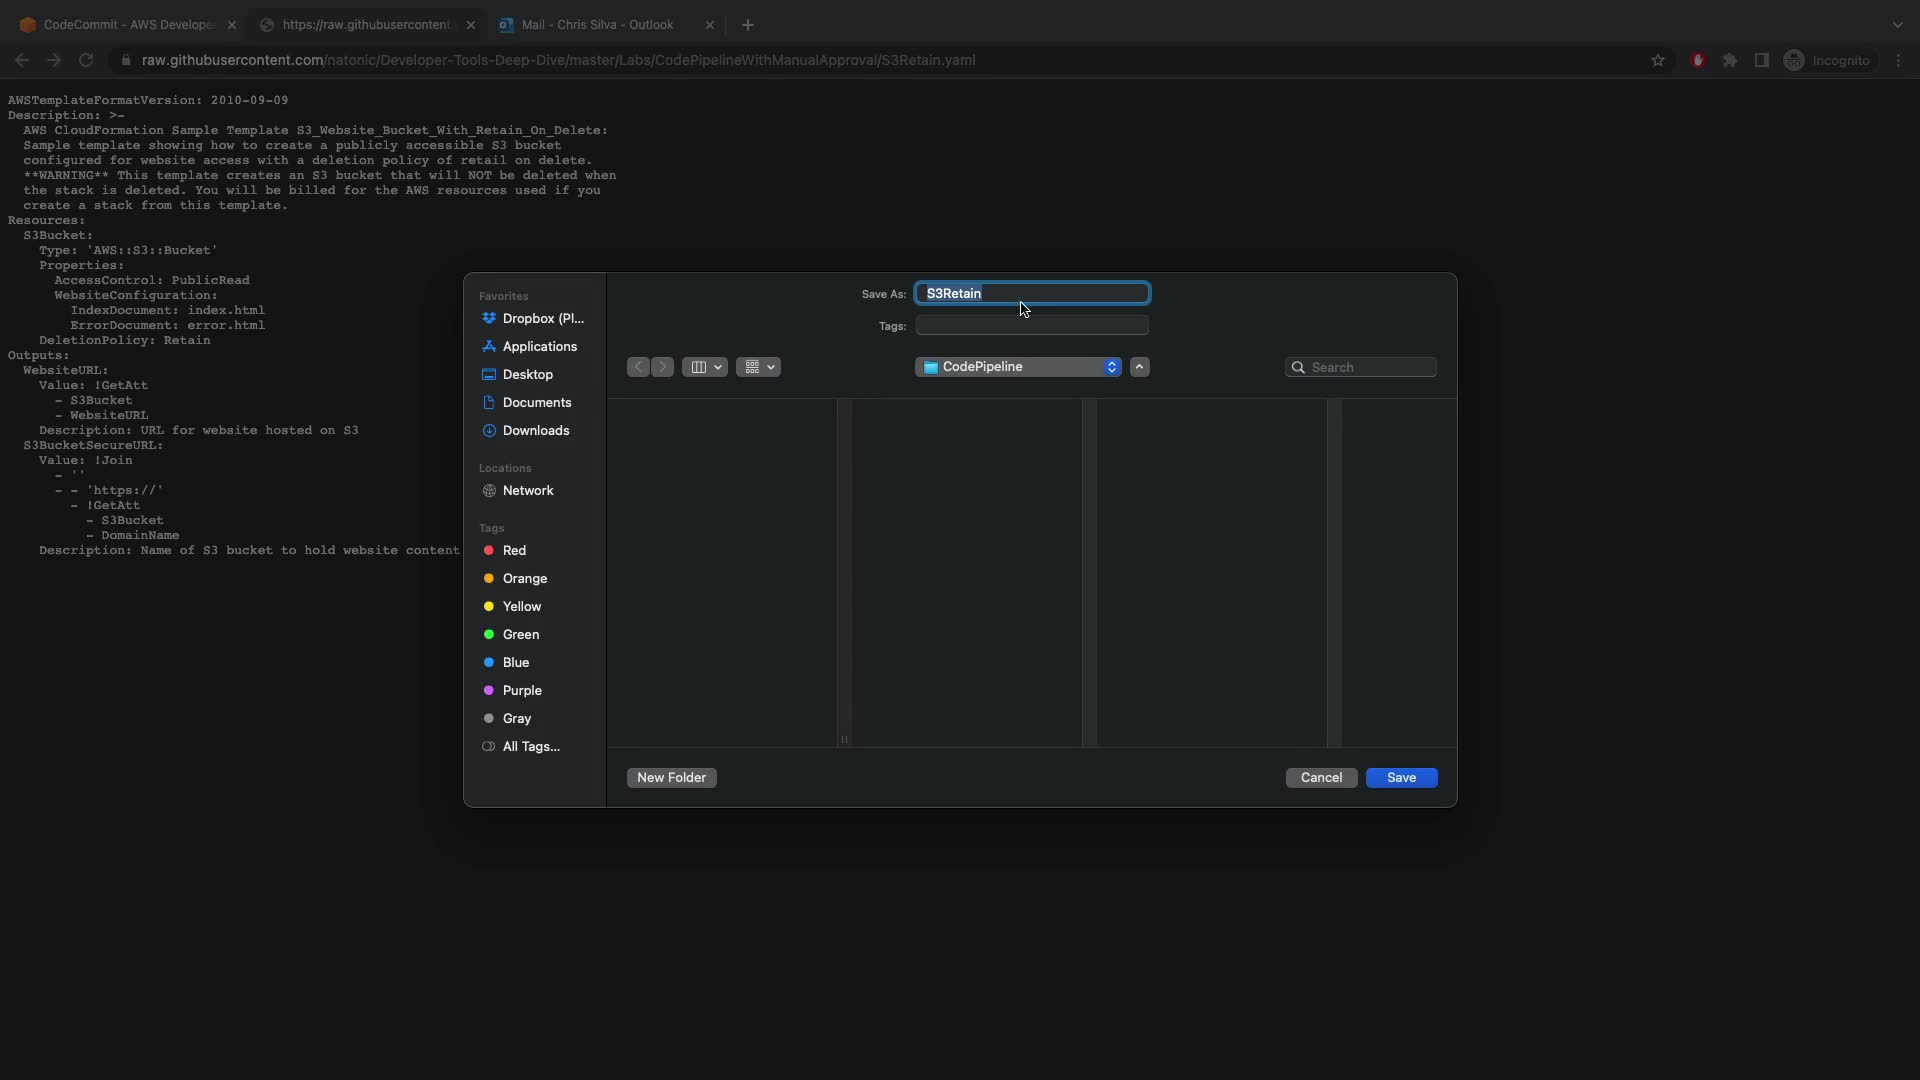 CodeCommit - AWS Develope
https://raw.githubusercontent
Mail - Chris Silva - Outlook
raw.githubusercontent.com/natonic/Developer-Tools-Deep-Dive/master/Labs/CodePipelineWithManualApproval/S3Retain.yaml
Incognito
AWSTemplateFormatVersion: 2010-09-09
Description: >-
AWS CloudFormation Sample Template S3_Website_Bucket_With_Retain_On_Delete:
Sample template showing how to create a publicly accessible S3 bucket
configured for website access with a deletion policy of retail on delete.
**WARNING** This template creates an S3 bucket that will NOT be deleted when
the stack is deleted. You will be billed for the AWS resources used if you
create a stack from this template.
Resources:
S3Bucket:
Type: 'AWS::S3::Bucket'
Properties:
AccessControl: PublicRead
WebsiteConfiguration:
IndexDocument: index.html
ErrorDocument: error.html
DeletionPolicy: Retain
Outputs:
WebsiteURL:
Value: !GetAtt
- S3Bucket
- WebsiteURL
Description: URL for website hosted on S3
S3BucketSecureURL:
Value: !Join
- ''
- - 'https://'
- !GetAtt
- S3Bucket
- DomainName
Description: Name of S3 bucket to hold website content
Favorites
Dropbox (Pl...
Applications
Desktop
Documents
Downloads
Locations
Network
Tags
Red
Orange
Yellow
Green
Blue
Purple
Gray
All Tags...
Save As: S3Retain
Tags:
CodePipeline
Search
New Folder
Cancel
Save